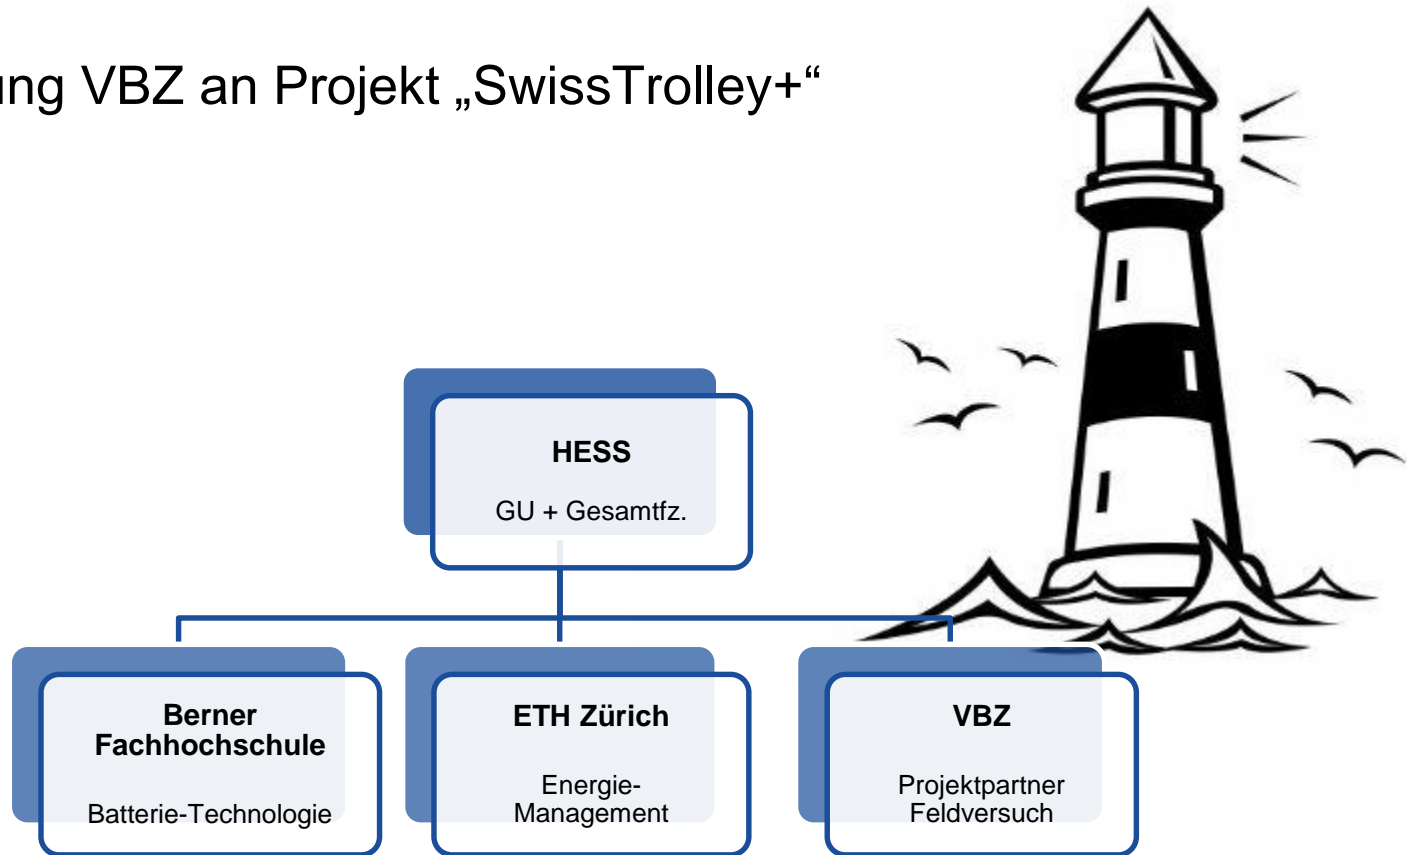 ung VBZ an Projekt „SwissTrolley+“
HESS
GU + Gesamtfz.
Berner
Fachhochschule
Batterie-Technologie
ETH Zürich
Energie-
Management
VBZ
Projektpartner
Feldversuch